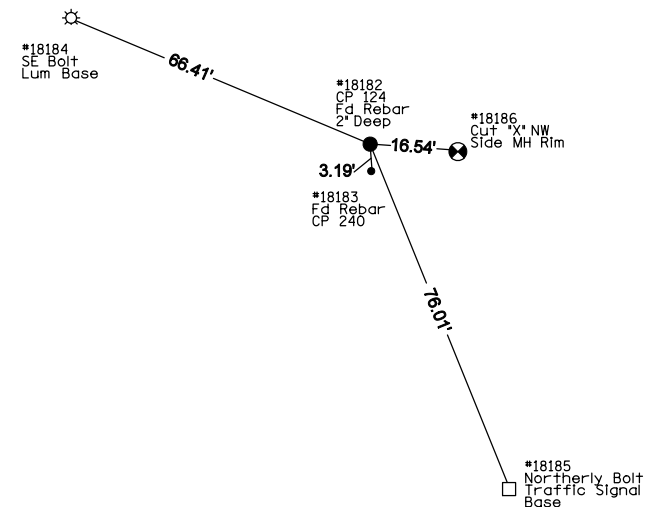 #18184
SE Bolt
Lum Base
66.41'
#18182
CP 124
Fd Rebar
2" Deep
#18186
Cut "X" NW
Side MH Rim
16.54'
3.19'
#18183
Fd Rebar
CP 240
76.01'
#18185
Northerly Bolt
Traffic Signal
Base